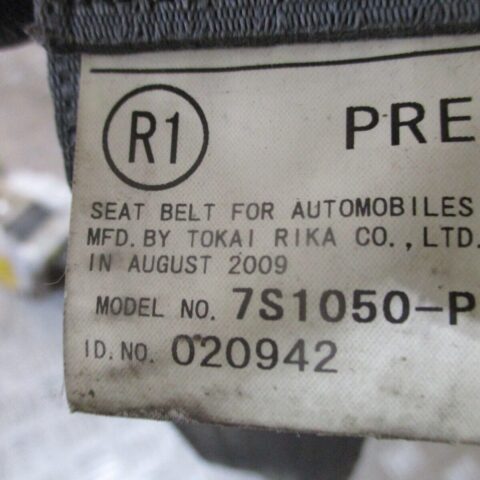 R1 PRE
SEAT BELT FOR AUTOMOBILES
MFD. BY TOKAI RIKA CO., LTD.
IN AUGUST 2009
MODEL NO. 7S1050-P
ID. NO. 020942